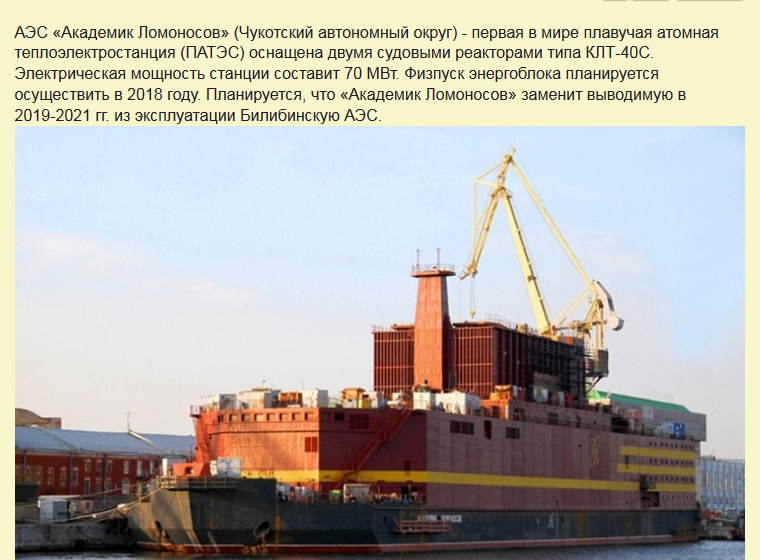 АЭС «Академик Ломоносов» (Чукотский автономный округ) - первая в мире плавучая атомная
теплоэлектростанция (ПАТЭС) оснащена двумя судовыми реакторами типа КЛТ-40С.
Электрическая мощность станции составит 70 МВт. Физпуск энергоблока планируется
осуществить в 2018 году. Планируется, что «Академик Ломоносов» заменит выводимую в
2019-2021 гг. из эксплуатации Билибинскую АЭС.